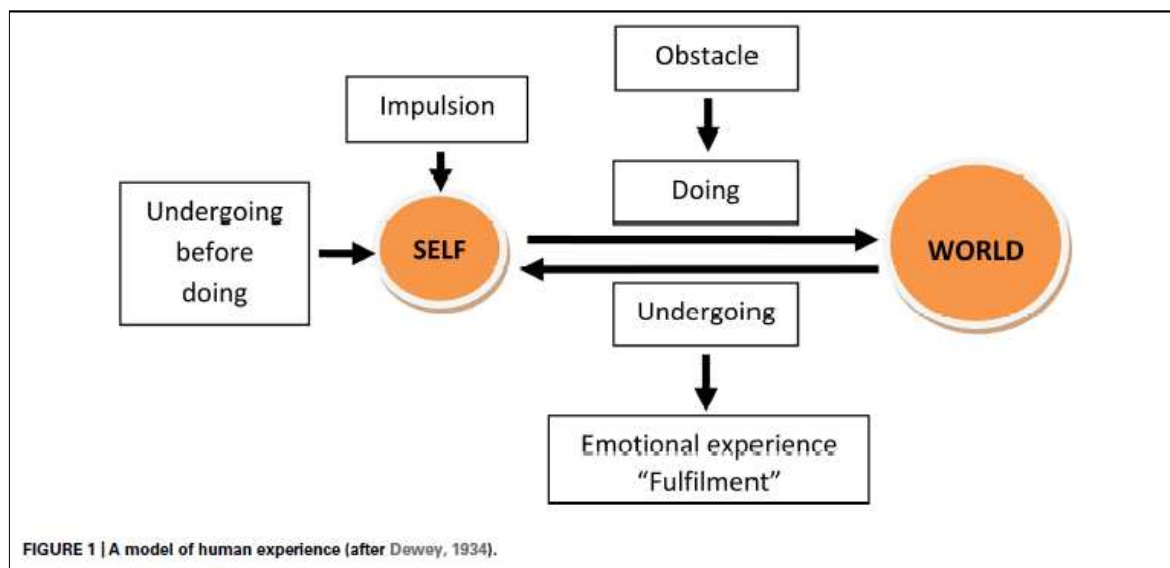 Obstacle
Impulsion
Doing
Undergoing
before
doing
SELF
WORLD
Undergoing
Emotional experience
“Fulfilment”
FIGURE 1 | A model of human experience (after Dewey, 1934).